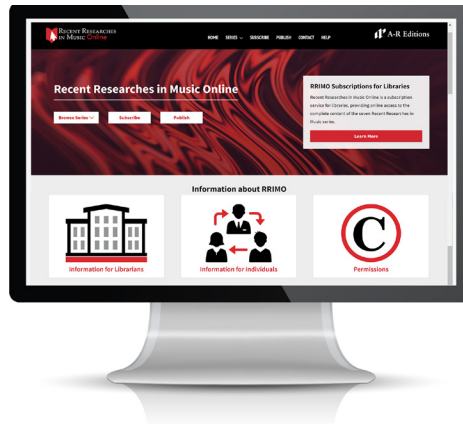 RECENT RESEARCHES
IN MUSIC Online
HOME SERIES SUBSCRIBE PUBLISH CONTACT HELP
A-R Editions
Recent Researches in Music Online
Browse Series Subscribe Publish
RRIMO Subscriptions for Libraries
Recent Researches in Music Online is a subscription
service for libraries, providing online access to the
complete content of the seven Recent Researches in
Music series.
Learn More
Information about RRIMO
Information for Librarians
Information for Individuals
C
Permissions